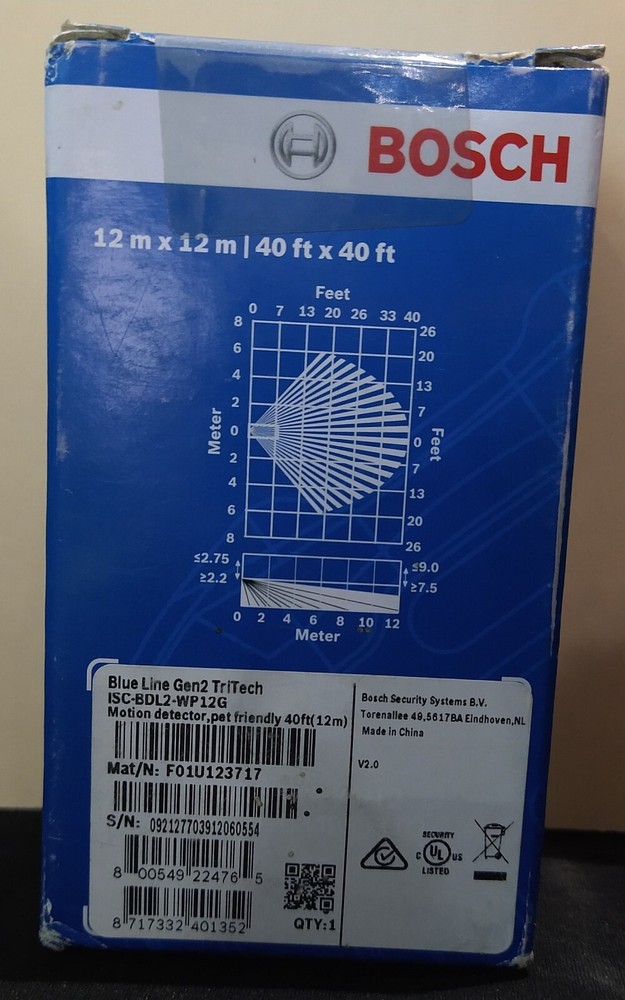 BOSCH
12 m x 12 m | 40 ft x 40 ft
Feet
0 7 13 20 26 33 40
8 26
6 20
4 13
2 7
0 0
2 7
4 13
6 20
8 26
Meter
Feet
≤2.75 ≤9.0
≥2.2 ≥7.5
0 2 4 6 8 10 12
Meter
Blue Line Gen2 TriTech
ISC-BDL2-WP12G
Motion detector,pet friendly 40ft(12m)
Mat/N: F01U123717
S/N: 092127703912060554
8 00549 22476 5
8 717332 401352
QTY:1
Bosch Security Systems B.V.
Torenallee 49,5617BA Eindhoven,NL
Made in China
V2.0
SECURITY
C UL US
LISTED